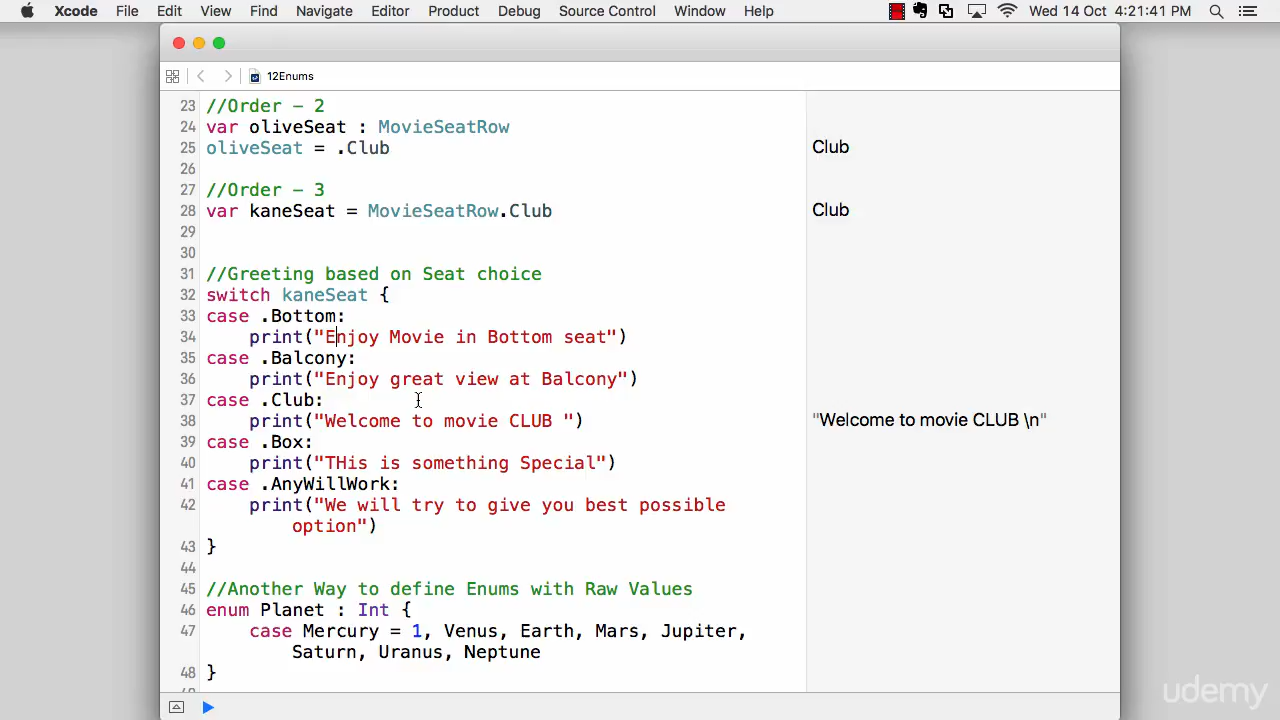 Xcode File Edit View Find Navigate Editor Product Debug Source Control Window Help Wed 14 Oct 4:21:41 PM
12Enums
23 //Order - 2
24 var oliveSeat : MovieSeatRow
25 oliveSeat = .Club Club
26
27 //Order - 3
28 var kaneSeat = MovieSeatRow.Club Club
29
30
31 //Greeting based on Seat choice
32 switch kaneSeat {
33 case .Bottom:
34 print("Enjoy Movie in Bottom seat")
35 case .Balcony:
36 print("Enjoy great view at Balcony")
37 case .Club:
38 print("Welcome to movie CLUB ") "Welcome to movie CLUB \n"
39 case .Box:
40 print("THis is something Special")
41 case .AnyWillWork:
42 print("We will try to give you best possible
option")
43 }
44
45 //Another Way to define Enums with Raw Values
46 enum Planet : Int {
47 case Mercury = 1, Venus, Earth, Mars, Jupiter,
Saturn, Uranus, Neptune
48 }
udemy